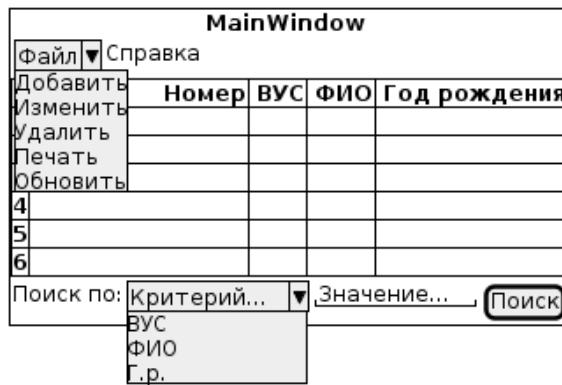 MainWindow
Файл Справка
Добавить
Номер ВУС ФИО Год рождения
Изменить
Удалить
Печать
Обновить
4
5
6
Поиск по: Критерий... Значение... Поиск
ВУС
ФИО
Г.р.